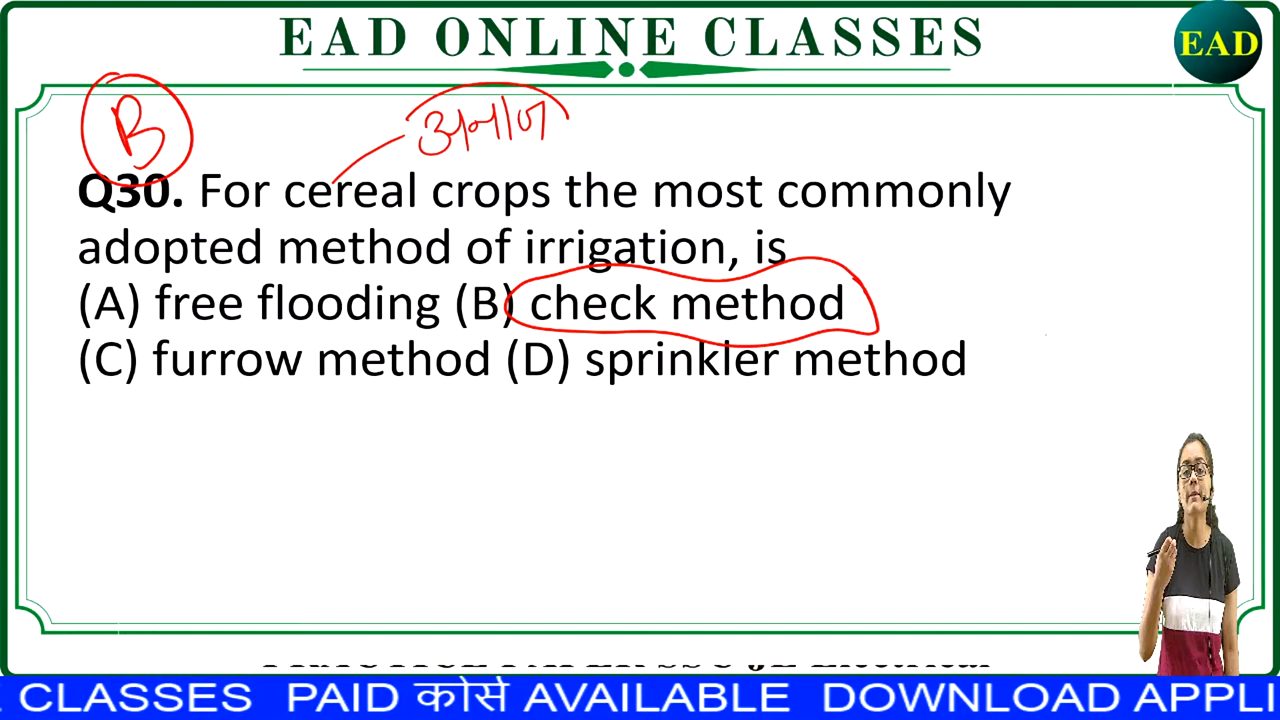 EAD ONLINE CLASSES
EAD
B
अनाज
Q30. For cereal crops the most commonly
adopted method of irrigation, is
(A) free flooding (B) check method
(C) furrow method (D) sprinkler method
E CLASSES PAID कोर्स AVAILABLE DOWNLOAD APPLI